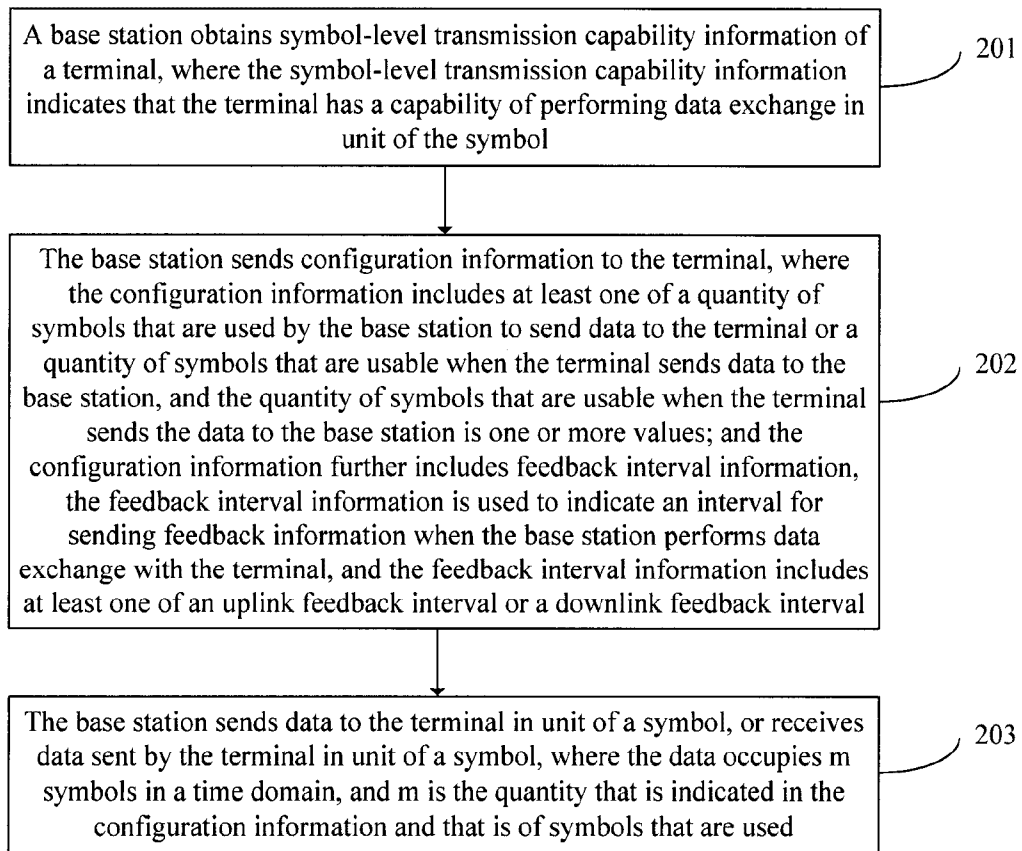 A base station obtains symbol-level transmission capability information of
a terminal, where the symbol-level transmission capability information
indicates that the terminal has a capability of performing data exchange in
unit of the symbol
201
The base station sends configuration information to the terminal, where
the configuration information includes at least one of a quantity of
symbols that are used by the base station to send data to the terminal or a
quantity of symbols that are usable when the terminal sends data to the
base station, and the quantity of symbols that are usable when the terminal
sends the data to the base station is one or more values; and the
configuration information further includes feedback interval information,
the feedback interval information is used to indicate an interval for
sending feedback information when the base station performs data
exchange with the terminal, and the feedback interval information includes
at least one of an uplink feedback interval or a downlink feedback interval
202
The base station sends data to the terminal in unit of a symbol, or receives
data sent by the terminal in unit of a symbol, where the data occupies m
symbols in a time domain, and m is the quantity that is indicated in the
configuration information and that is of symbols that are used
203